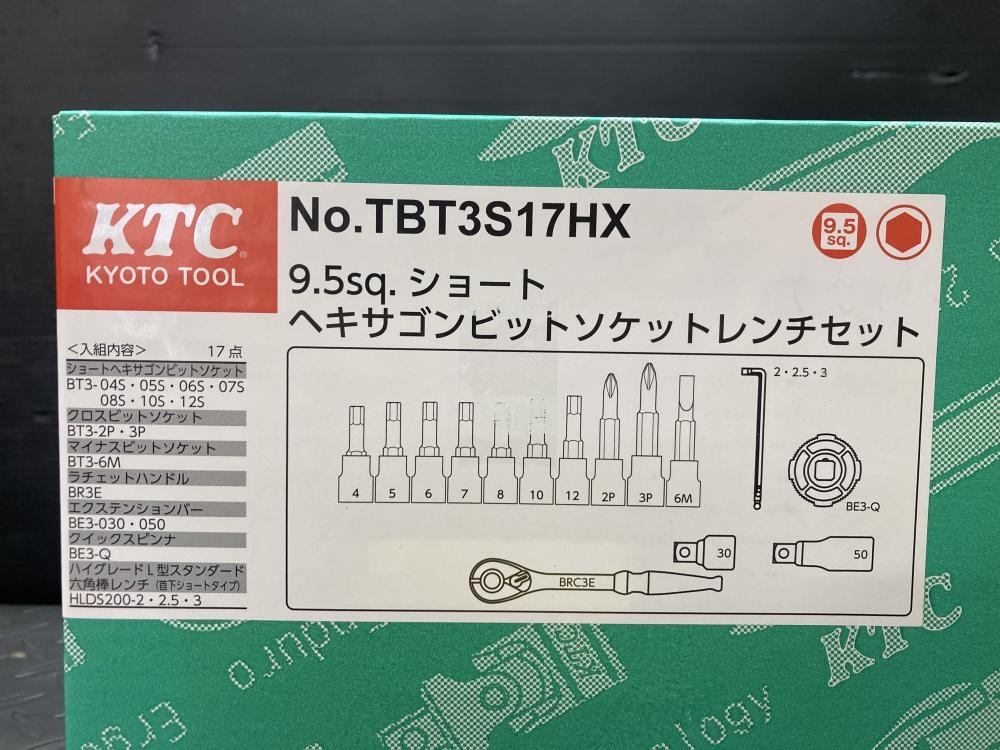 KTC
KTC
KYOTO TOOL
No.TBT3S17HX
9.5
sq.
9.5sq. ショート
ヘキサゴンビットソケットレンチセット
<入組内容> 17点
ショートヘキサゴンビットソケット
BT3-04S・05S・06S・07S
08S・10S・12S
クロスビットソケット
BT3-2P・3P
マイナスビットソケット
BT3-6M
ラチェットハンドル
BR3E
エクステンションバー
BE3-030・050
クイックスピンナ
BE3-Q
ハイグレードL型スタンダード
六角棒レンチ (首下ショートタイプ)
HLDS200-2・2.5・3
2・2.5・3
4 5 6 7 8 10 12 2P 3P 6M
BE3-Q
30
50
BRC3E
KTC